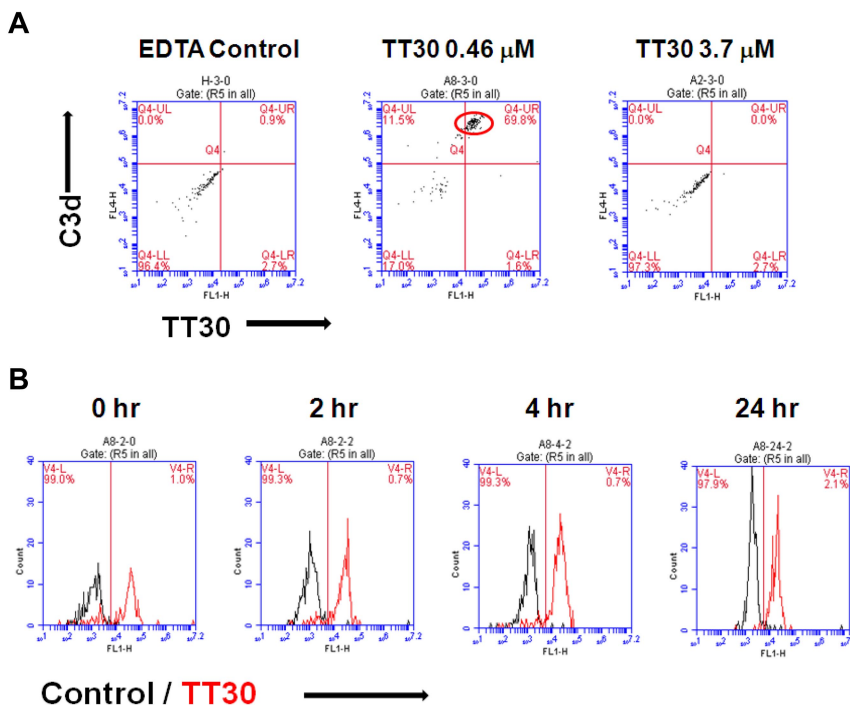 A
EDTA Control
TT30 0.46 μM
TT30 3.7 μM
H-3-0
Gate: (R5 in all)
Q4-UL
0.0%
Q4-UR
0.9%
Q4
Q4-LL
96.4%
Q4-LR
2.7%
FL4-H
FL1-H
A8-3-0
Gate: (R5 in all)
Q4-UL
11.5%
Q4-UR
69.8%
Q4
Q4-LL
17.0%
Q4-LR
1.6%
FL4-H
FL1-H
A2-3-0
Gate: (R5 in all)
Q4-UL
0.0%
Q4-UR
0.0%
Q4
Q4-LL
97.3%
Q4-LR
2.7%
FL4-H
FL1-H
C3d
TT30
B
0 hr
2 hr
4 hr
24 hr
A8-2-0
Gate: (R5 in all)
V4-L
99.0%
V4-R
1.0%
Count
FL1-H
A8-2-2
Gate: (R5 in all)
V4-L
99.3%
V4-R
0.7%
Count
FL1-H
A8-4-2
Gate: (R5 in all)
V4-L
99.3%
V4-R
0.7%
Count
FL1-H
A8-24-2
Gate: (R5 in all)
V4-L
97.9%
V4-R
2.1%
Count
FL1-H
Control / TT30